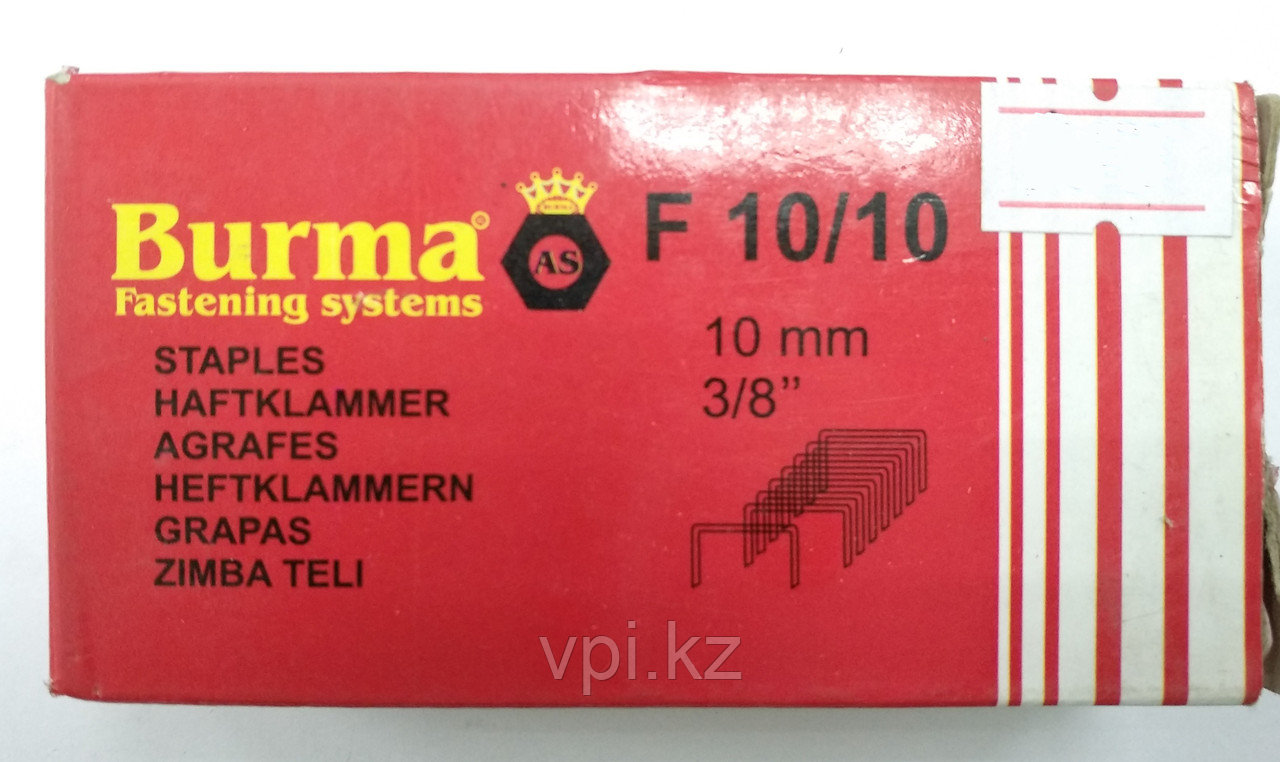 Burma®
Fastening systems
BURMA
AS
F 10/10
10 mm
3/8”
STAPLES
HAFTKLAMMER
AGRAFES
HEFTKLAMMERN
GRAPAS
ZIMBA TELI
vpi.kz